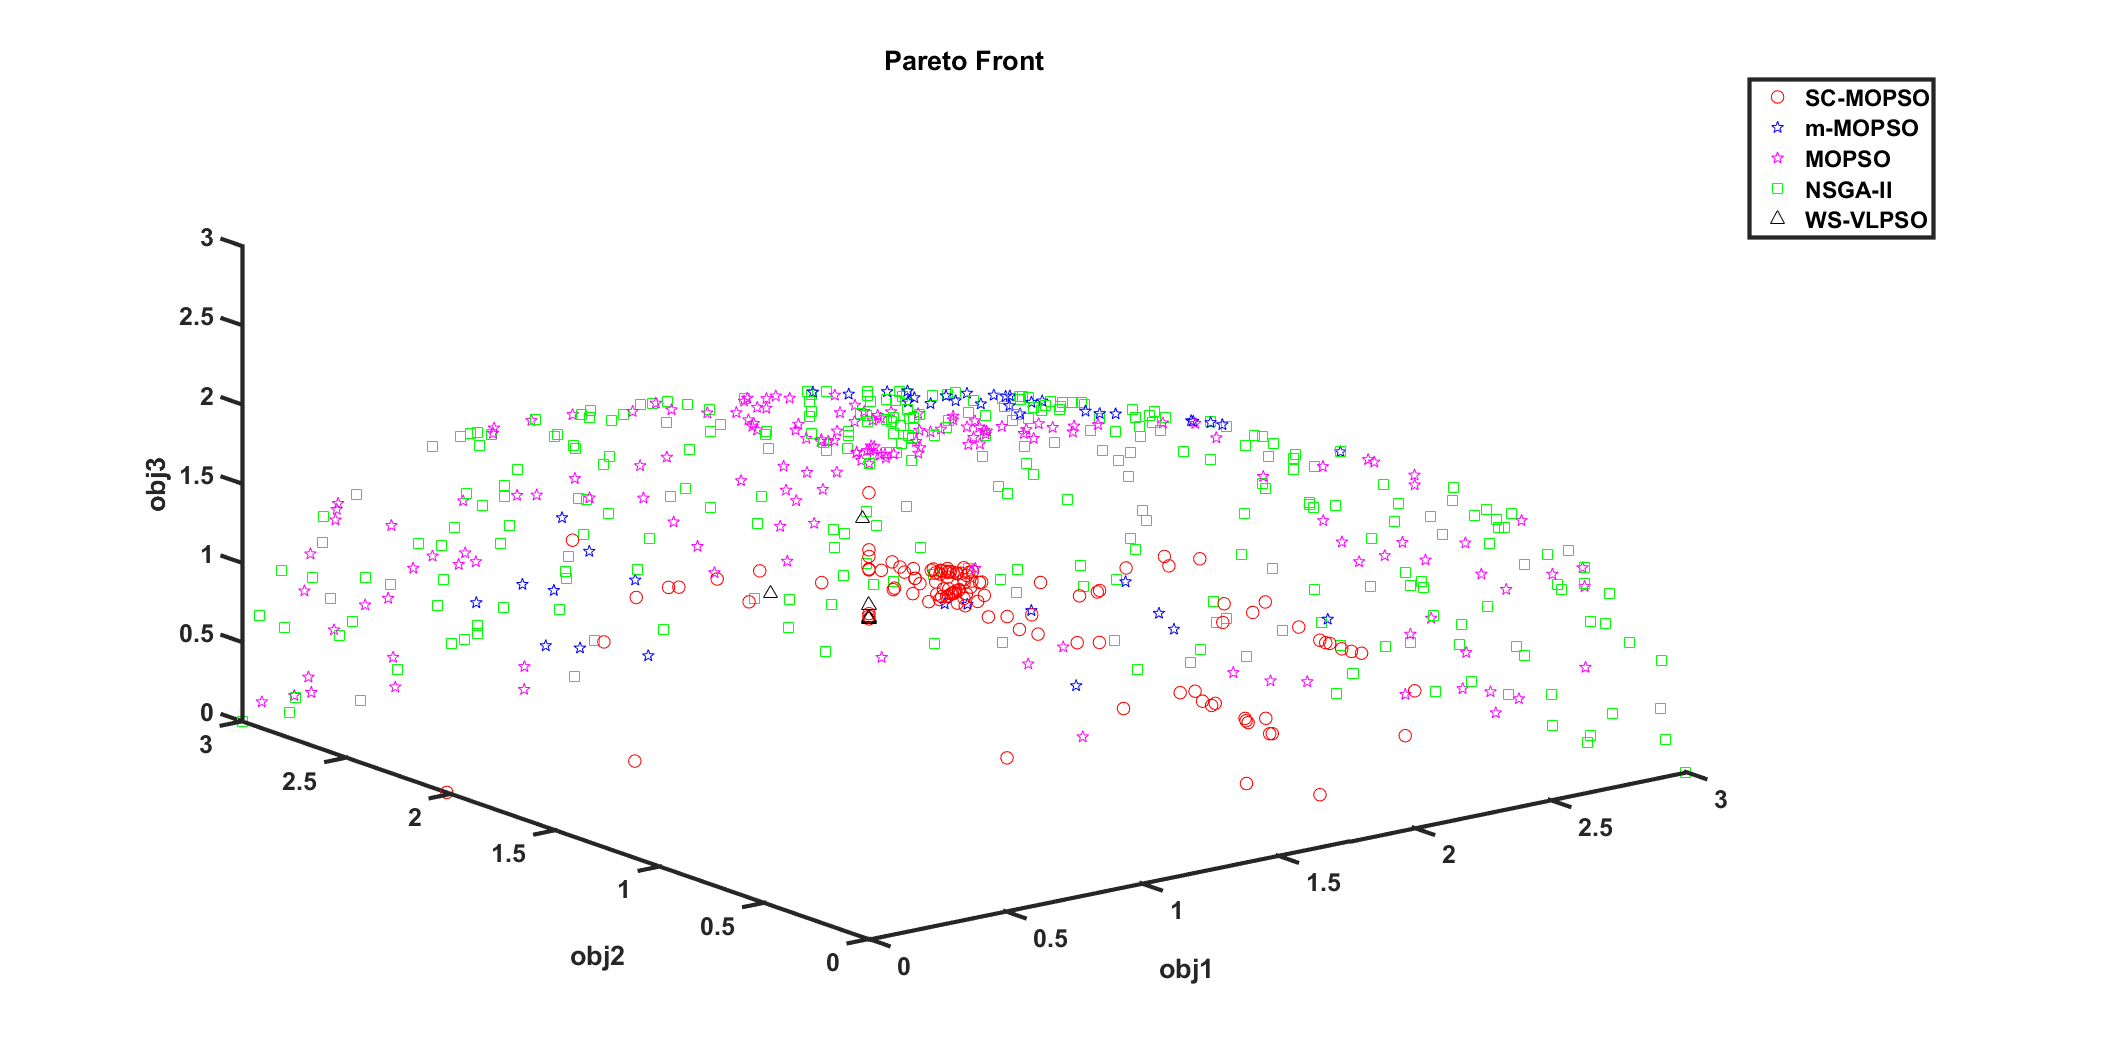 Pareto Front
SC-MOPSO
m-MOPSO
MOPSO
NSGA-II
WS-VLPSO
3
2.5
2
1.5
1
0.5
0
obj3
3
2.5
2
1.5
1
0.5
0
obj2
0
0.5
1
1.5
2
2.5
3
obj1